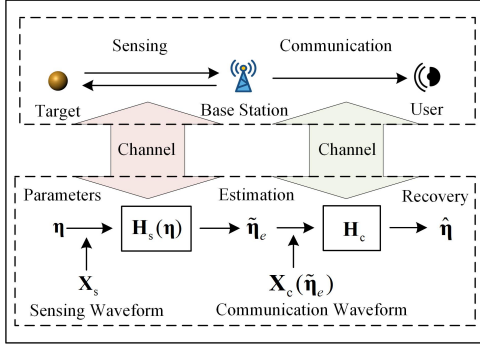 Sensing
Communication
Target
Base Station
User
Channel
Channel
Parameters
Estimation
Recovery
η
H_s(η)
η̃_e
H_c
η̂
X_s
X_c(η̃_e)
Sensing Waveform
Communication Waveform